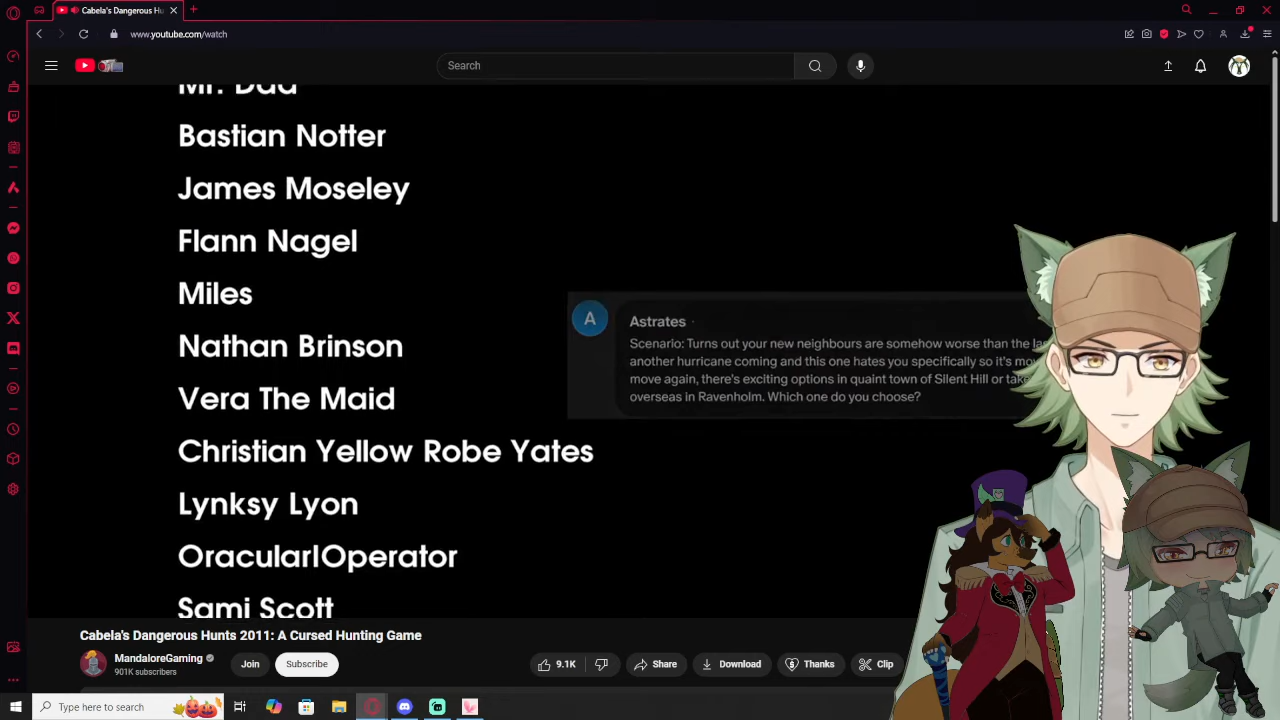 Cabela's Dangerous Hu
www.youtube.com/watch
Search
Mr. Dad
Bastian Notter
James Moseley
Flann Nagel
Miles
Nathan Brinson
Vera The Maid
Christian Yellow Robe Yates
Lynksy Lyon
Oracular|Operator
Sami Scott
A
Astrates ·
Scenario: Turns out your new neighbours are somehow worse than the
another hurricane coming and this one hates you specifically so it's
move again, there's exciting options in quaint town of Silent Hill or take
overseas in Ravenholm. Which one do you choose?
Cabela's Dangerous Hunts 2011: A Cursed Hunting Game
MandaloreGaming
901K subscribers
Join
Subscribe
9.1K
Share
Download
Thanks
Clip
Type here to search